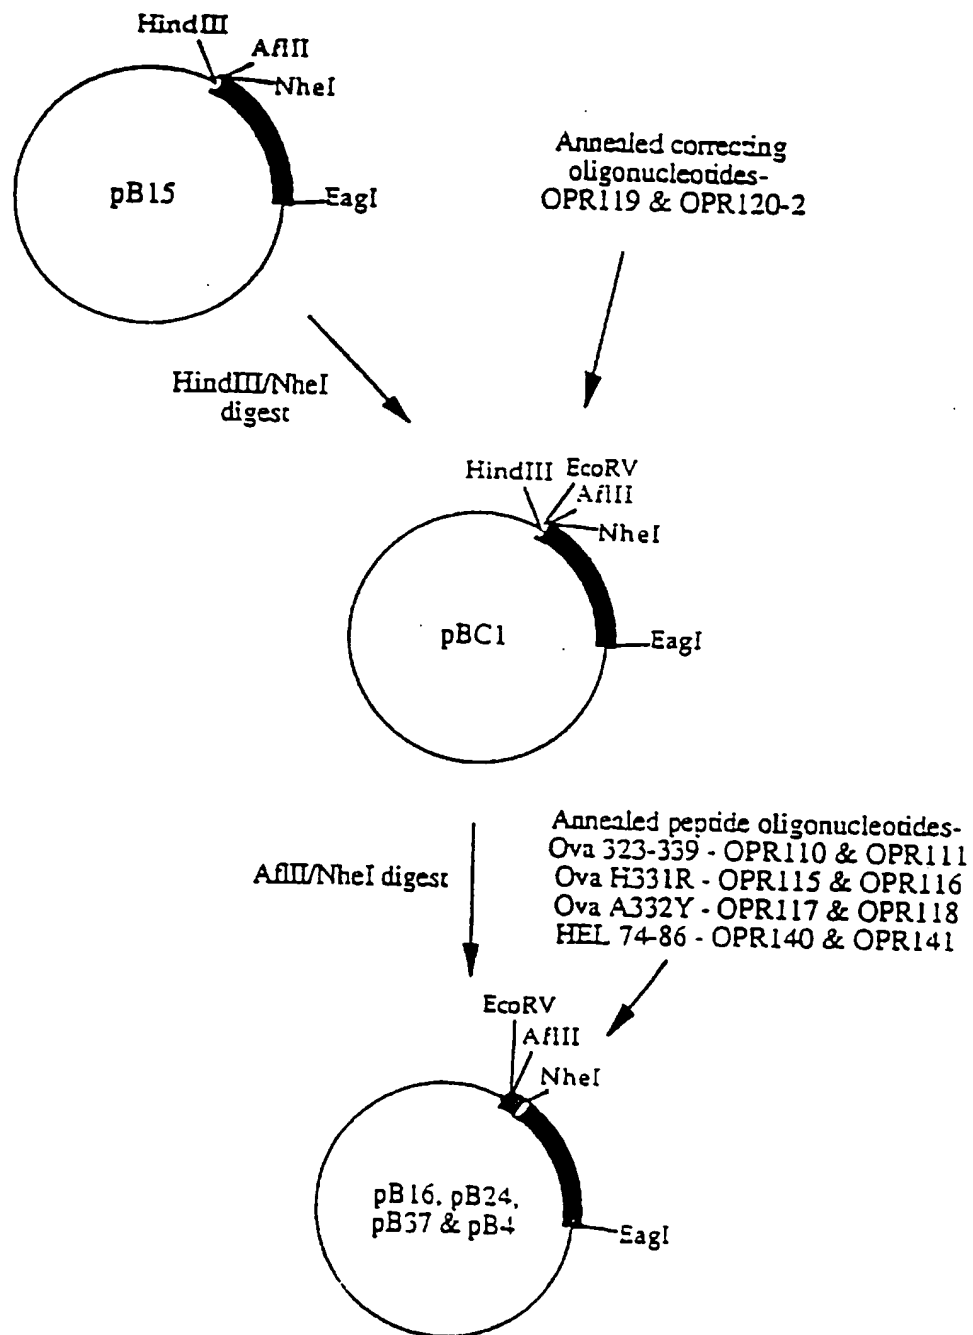 HindIII
AflII
NheI
pB15
EagI
Annealed correcting
oligonucleotides-
OPR119 & OPR120-2
HindIII/NheI
digest
HindIII
EcoRV
AflII
NheI
pBC1
EagI
AflII/NheI digest
Annealed peptide oligonucleotides-
Ova 323-339 - OPR110 & OPR111
Ova H331R - OPR115 & OPR116
Ova A332Y - OPR117 & OPR118
HEL 74-86 - OPR140 & OPR141
EcoRV
AflII
NheI
pB16, pB24,
pB37 & pB4
EagI